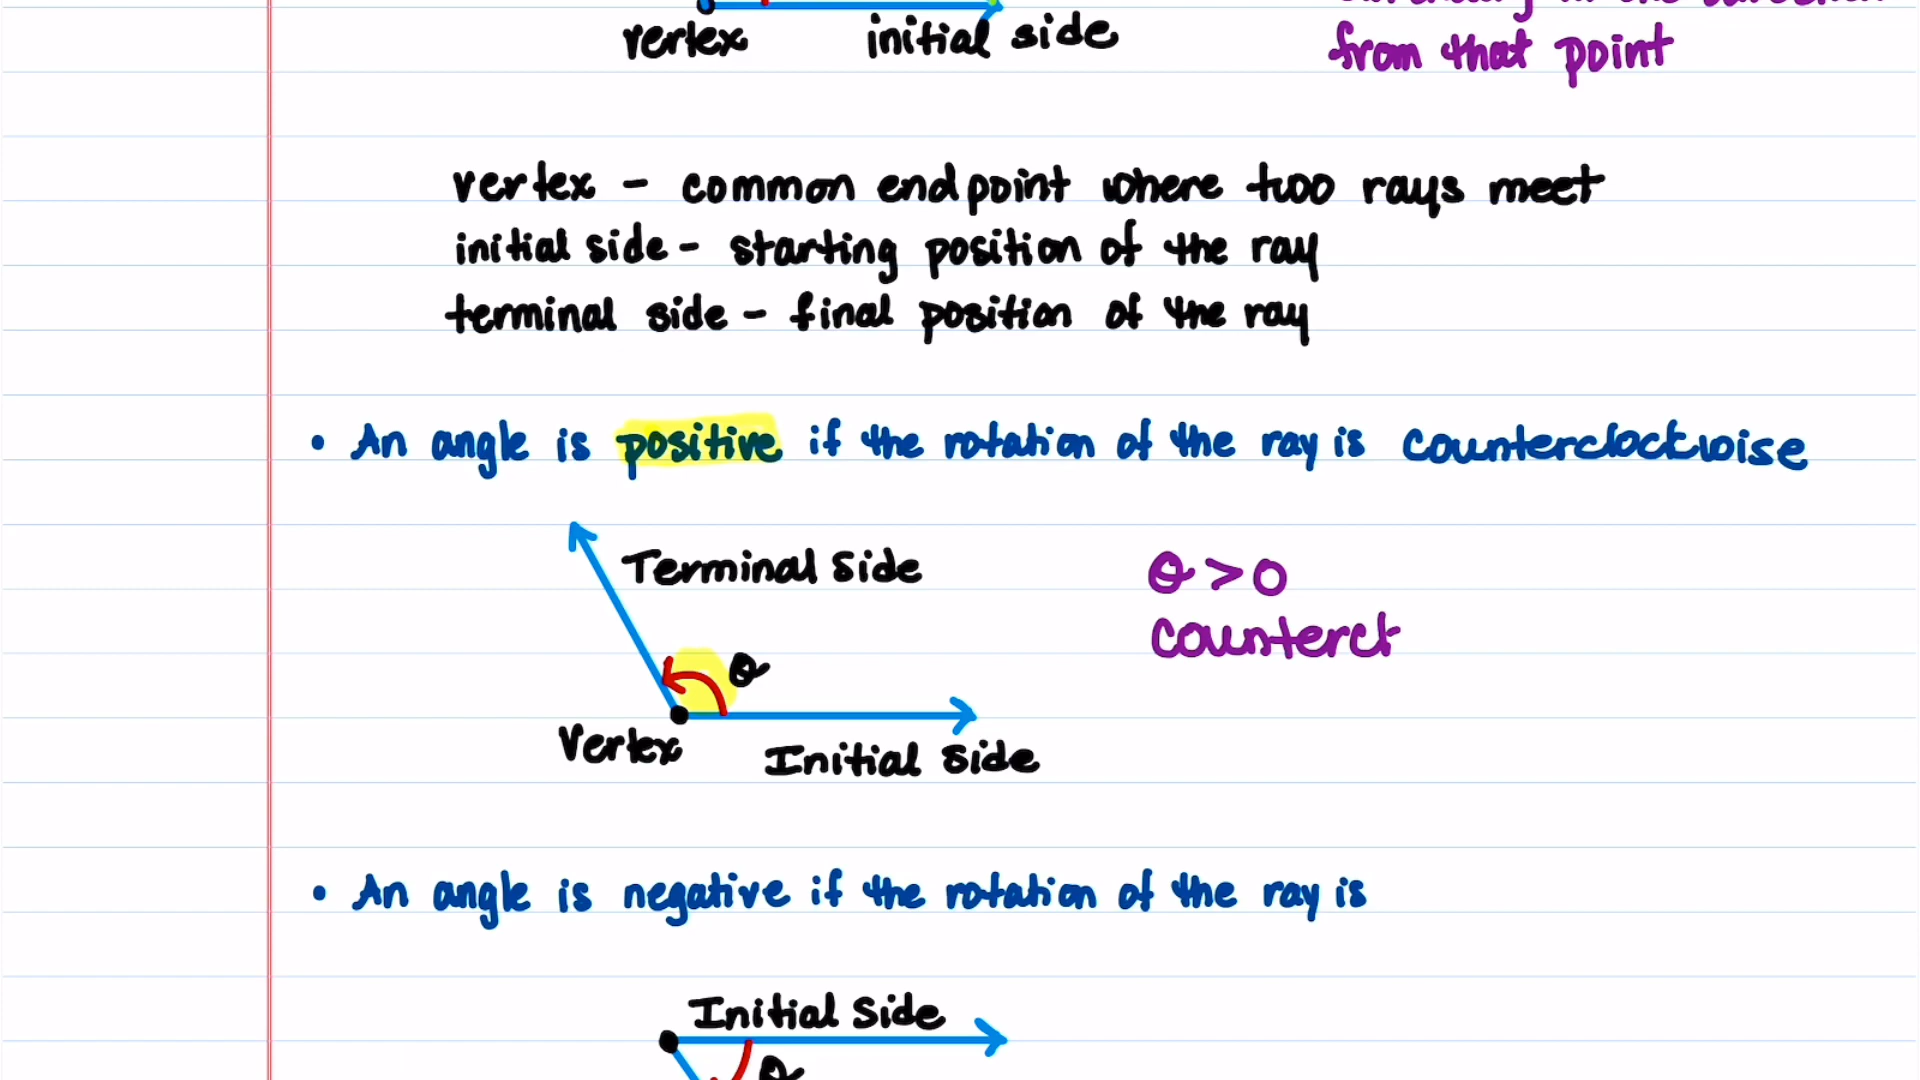 vertex
initial side
from that point
vertex - common endpoint where two rays meet
initial side - starting position of the ray
terminal side - final position of the ray
• An angle is positive if the rotation of the ray is counterclockwise
Terminal Side
θ > 0
countercl
θ
Vertex
Initial Side
• An angle is negative if the rotation of the ray is
Initial Side
θ